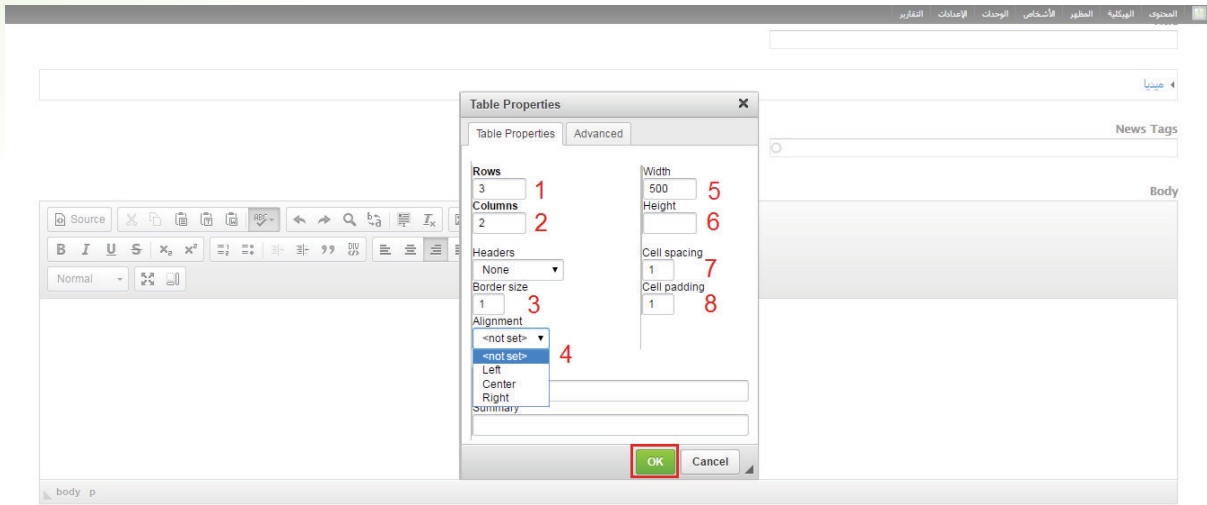 المحتوى الهيكلية المظهر الأشخاص الوحدات الإعدادات التقارير
ميديا
News Tags
Body
Source
Normal
body p
Table Properties
Table Properties Advanced
Rows
3 1
Columns
2 2
Headers
None
Border size
1 3
Alignment
<not set> 4
<not set>
Left
Center
Right
Summary
Width
500 5
Height
6
Cell spacing
1 7
Cell padding
1 8
OK Cancel